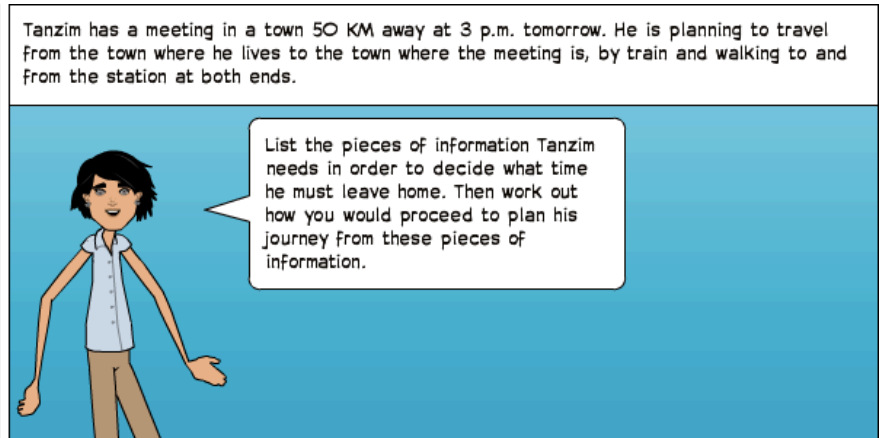 Tanzim has a meeting in a town 50 KM away at 3 p.m. tomorrow. He is planning to travel
from the town where he lives to the town where the meeting is, by train and walking to and
from the station at both ends.
List the pieces of information Tanzim
needs in order to decide what time
he must leave home. Then work out
how you would proceed to plan his
journey from these pieces of
information.